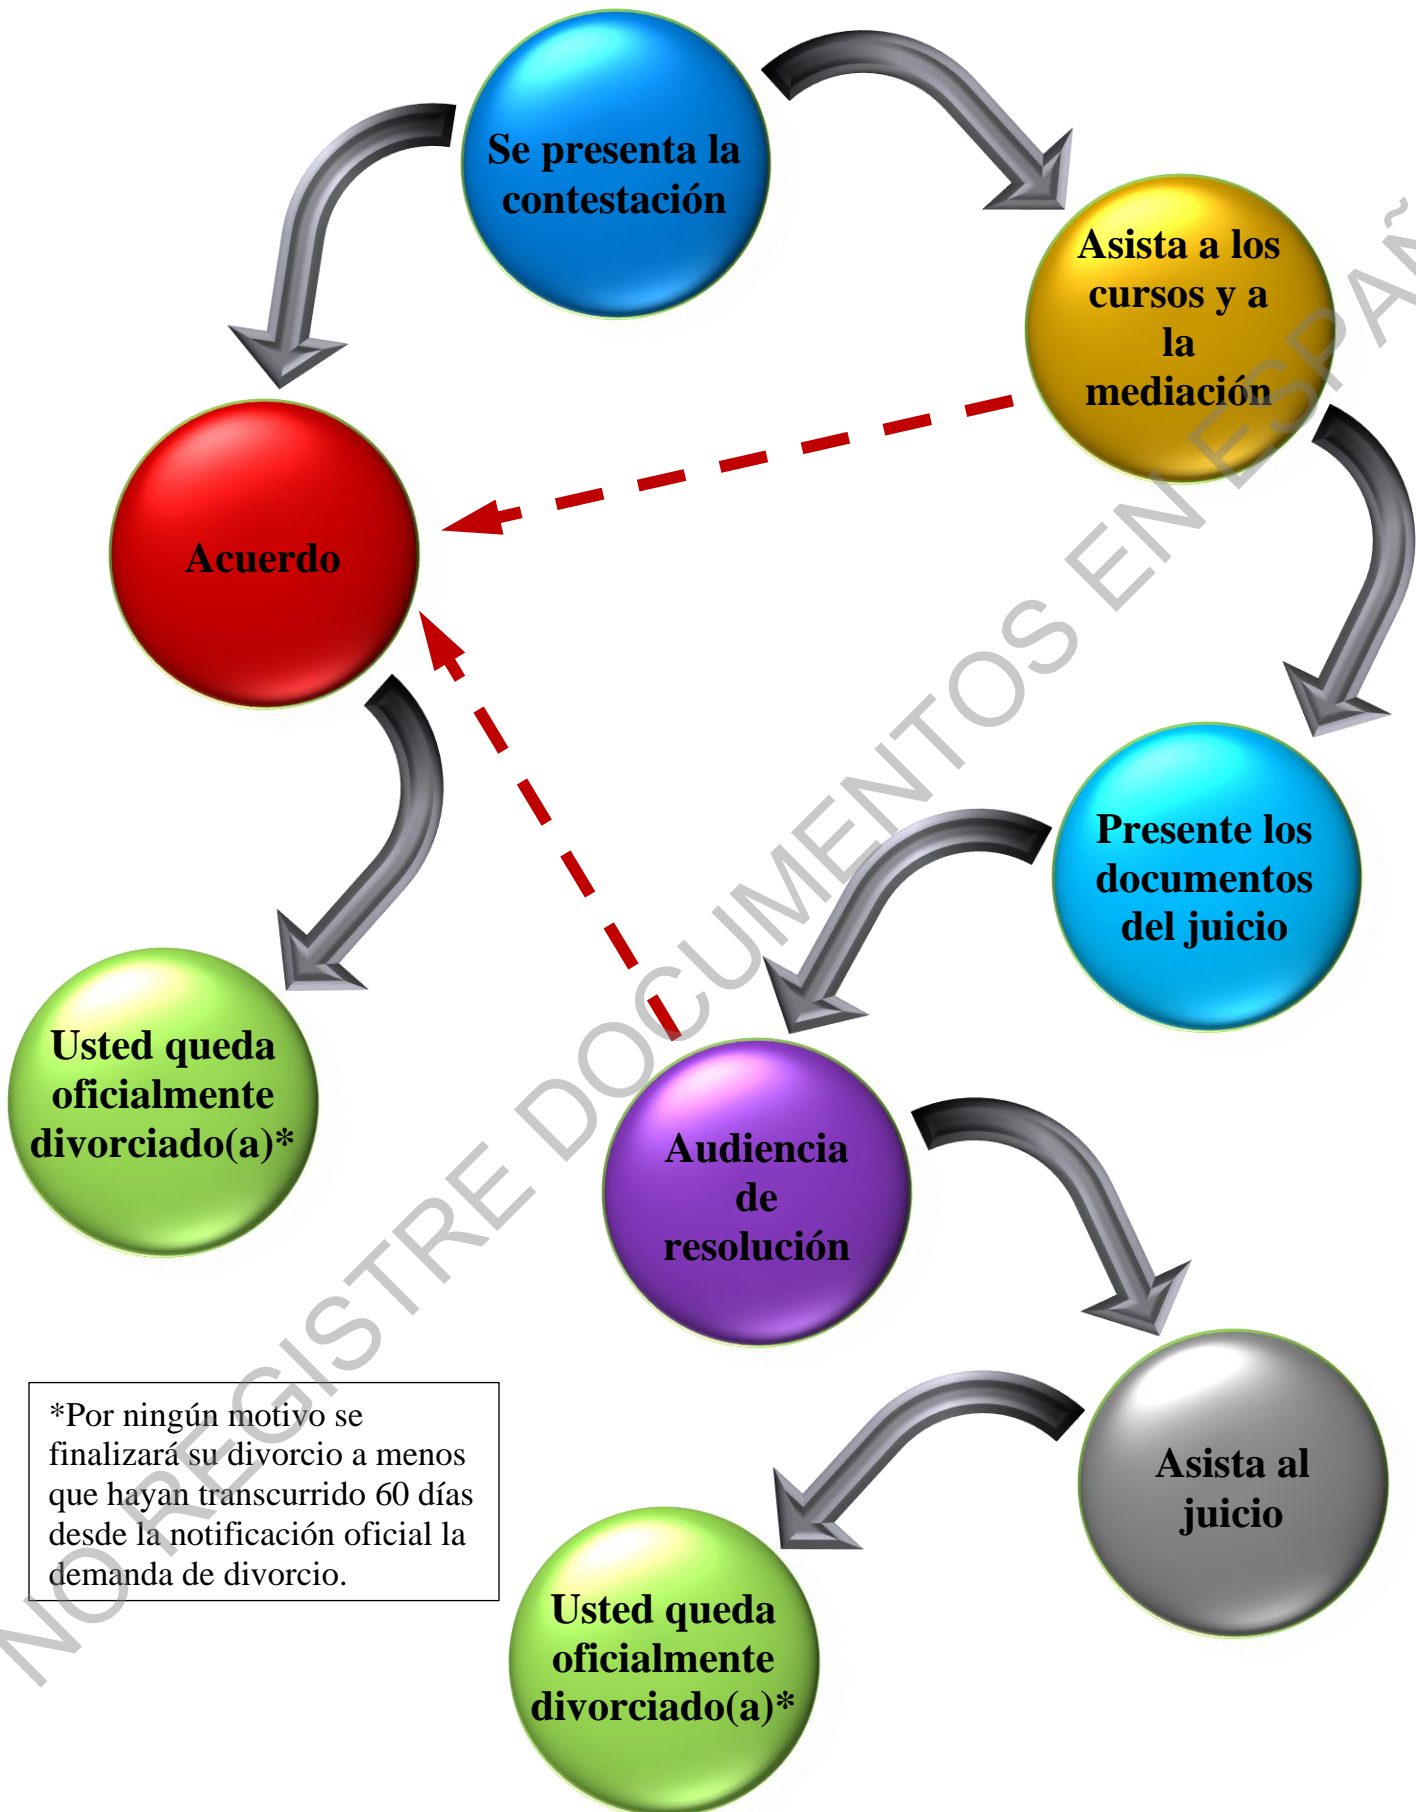 Se presenta la
contestación
Asista a los
cursos y a
la
mediación
Acuerdo
Presente los
documentos
del juicio
Usted queda
oficialmente
divorciado(a)*
Audiencia
de
resolución
*Por ningún motivo se
finalizará su divorcio a menos
que hayan transcurrido 60 días
desde la notificación oficial la
demanda de divorcio.
Asista al
juicio
Usted queda
oficialmente
divorciado(a)*
NO REGISTRE DOCUMENTOS EN ESPAÑ